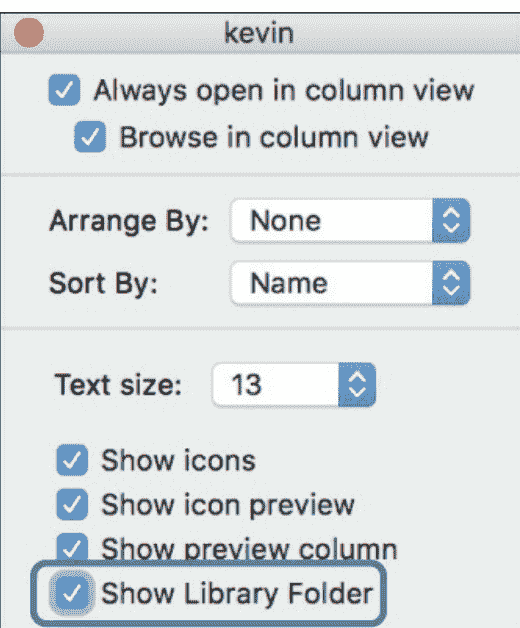 kevin
Always open in column view
Browse in column view
Arrange By: None
Sort By: Name
Text size: 13
Show icons
Show icon preview
Show preview column
Show Library Folder